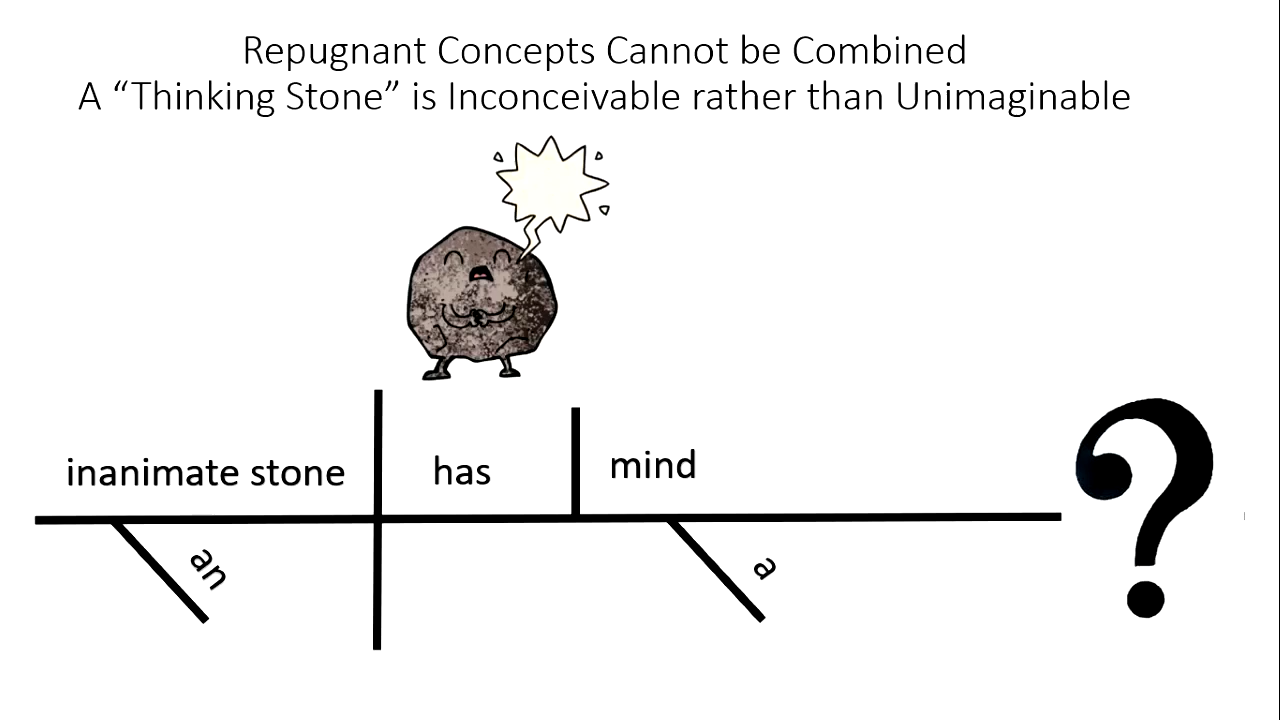 Repugnant Concepts Cannot be Combined
A “Thinking Stone” is Inconceivable rather than Unimaginable
inanimate stone has mind
an a
?